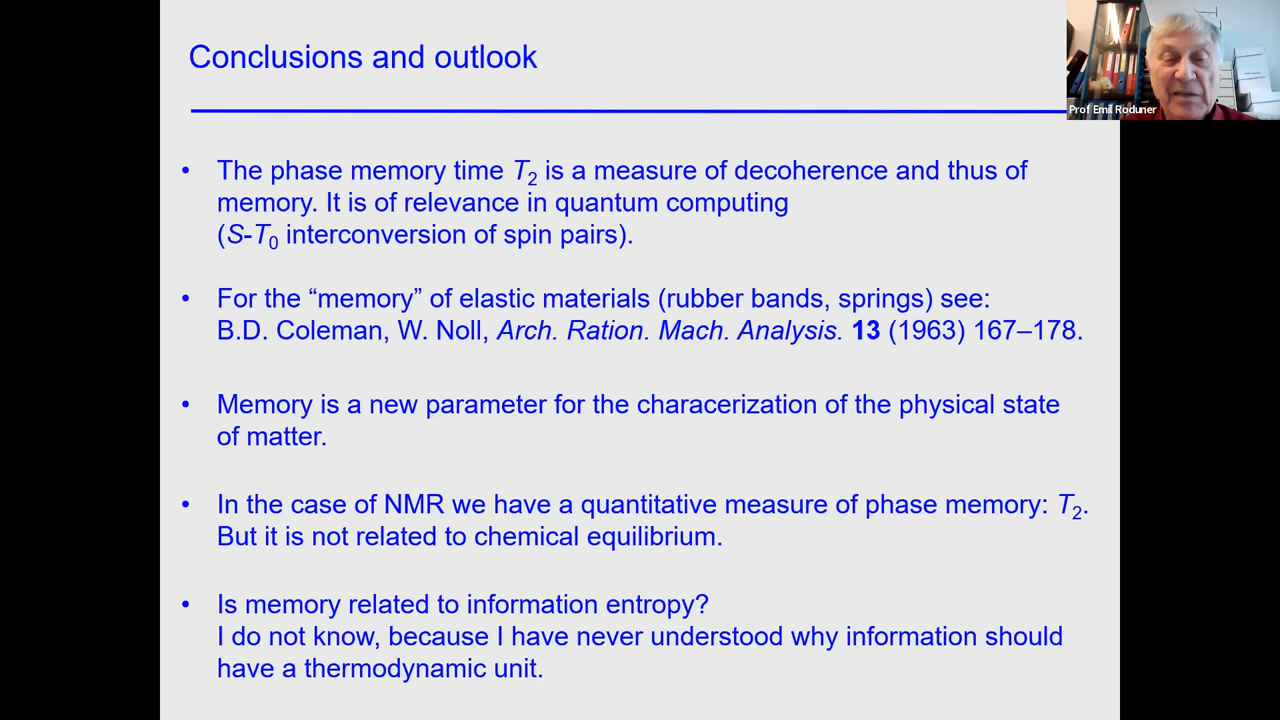 Conclusions and outlook
Prof Emil Roduner
• The phase memory time T₂ is a measure of decoherence and thus of
memory. It is of relevance in quantum computing
(S-T₀ interconversion of spin pairs).
• For the “memory” of elastic materials (rubber bands, springs) see:
B.D. Coleman, W. Noll, Arch. Ration. Mach. Analysis. 13 (1963) 167–178.
• Memory is a new parameter for the characerization of the physical state
of matter.
• In the case of NMR we have a quantitative measure of phase memory: T₂.
But it is not related to chemical equilibrium.
• Is memory related to information entropy?
I do not know, because I have never understood why information should
have a thermodynamic unit.